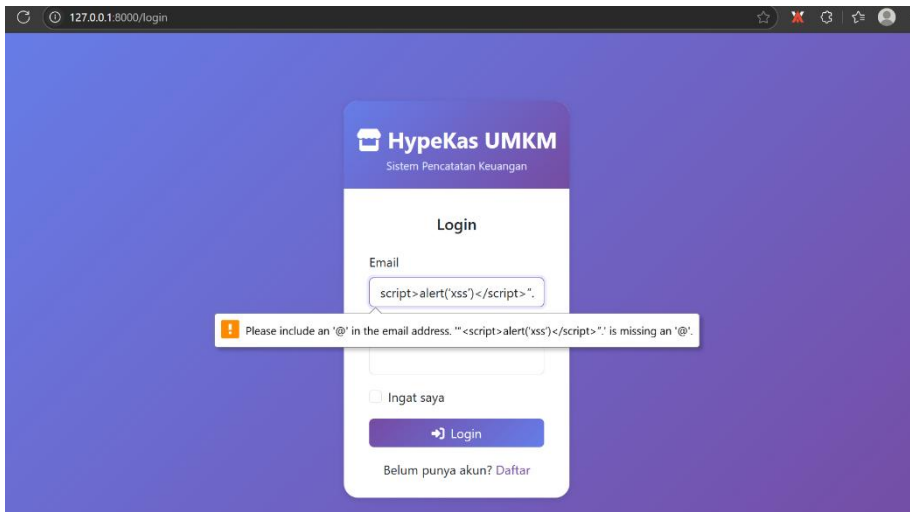 127.0.0.1:8000/login
HypeKas UMKM
Sistem Pencatatan Keuangan
Login
Email
script>alert('xss')</script>”.
Please include an '@' in the email address. '“<script>alert('xss')</script>”.' is missing an '@'.
Ingat saya
Login
Belum punya akun? Daftar